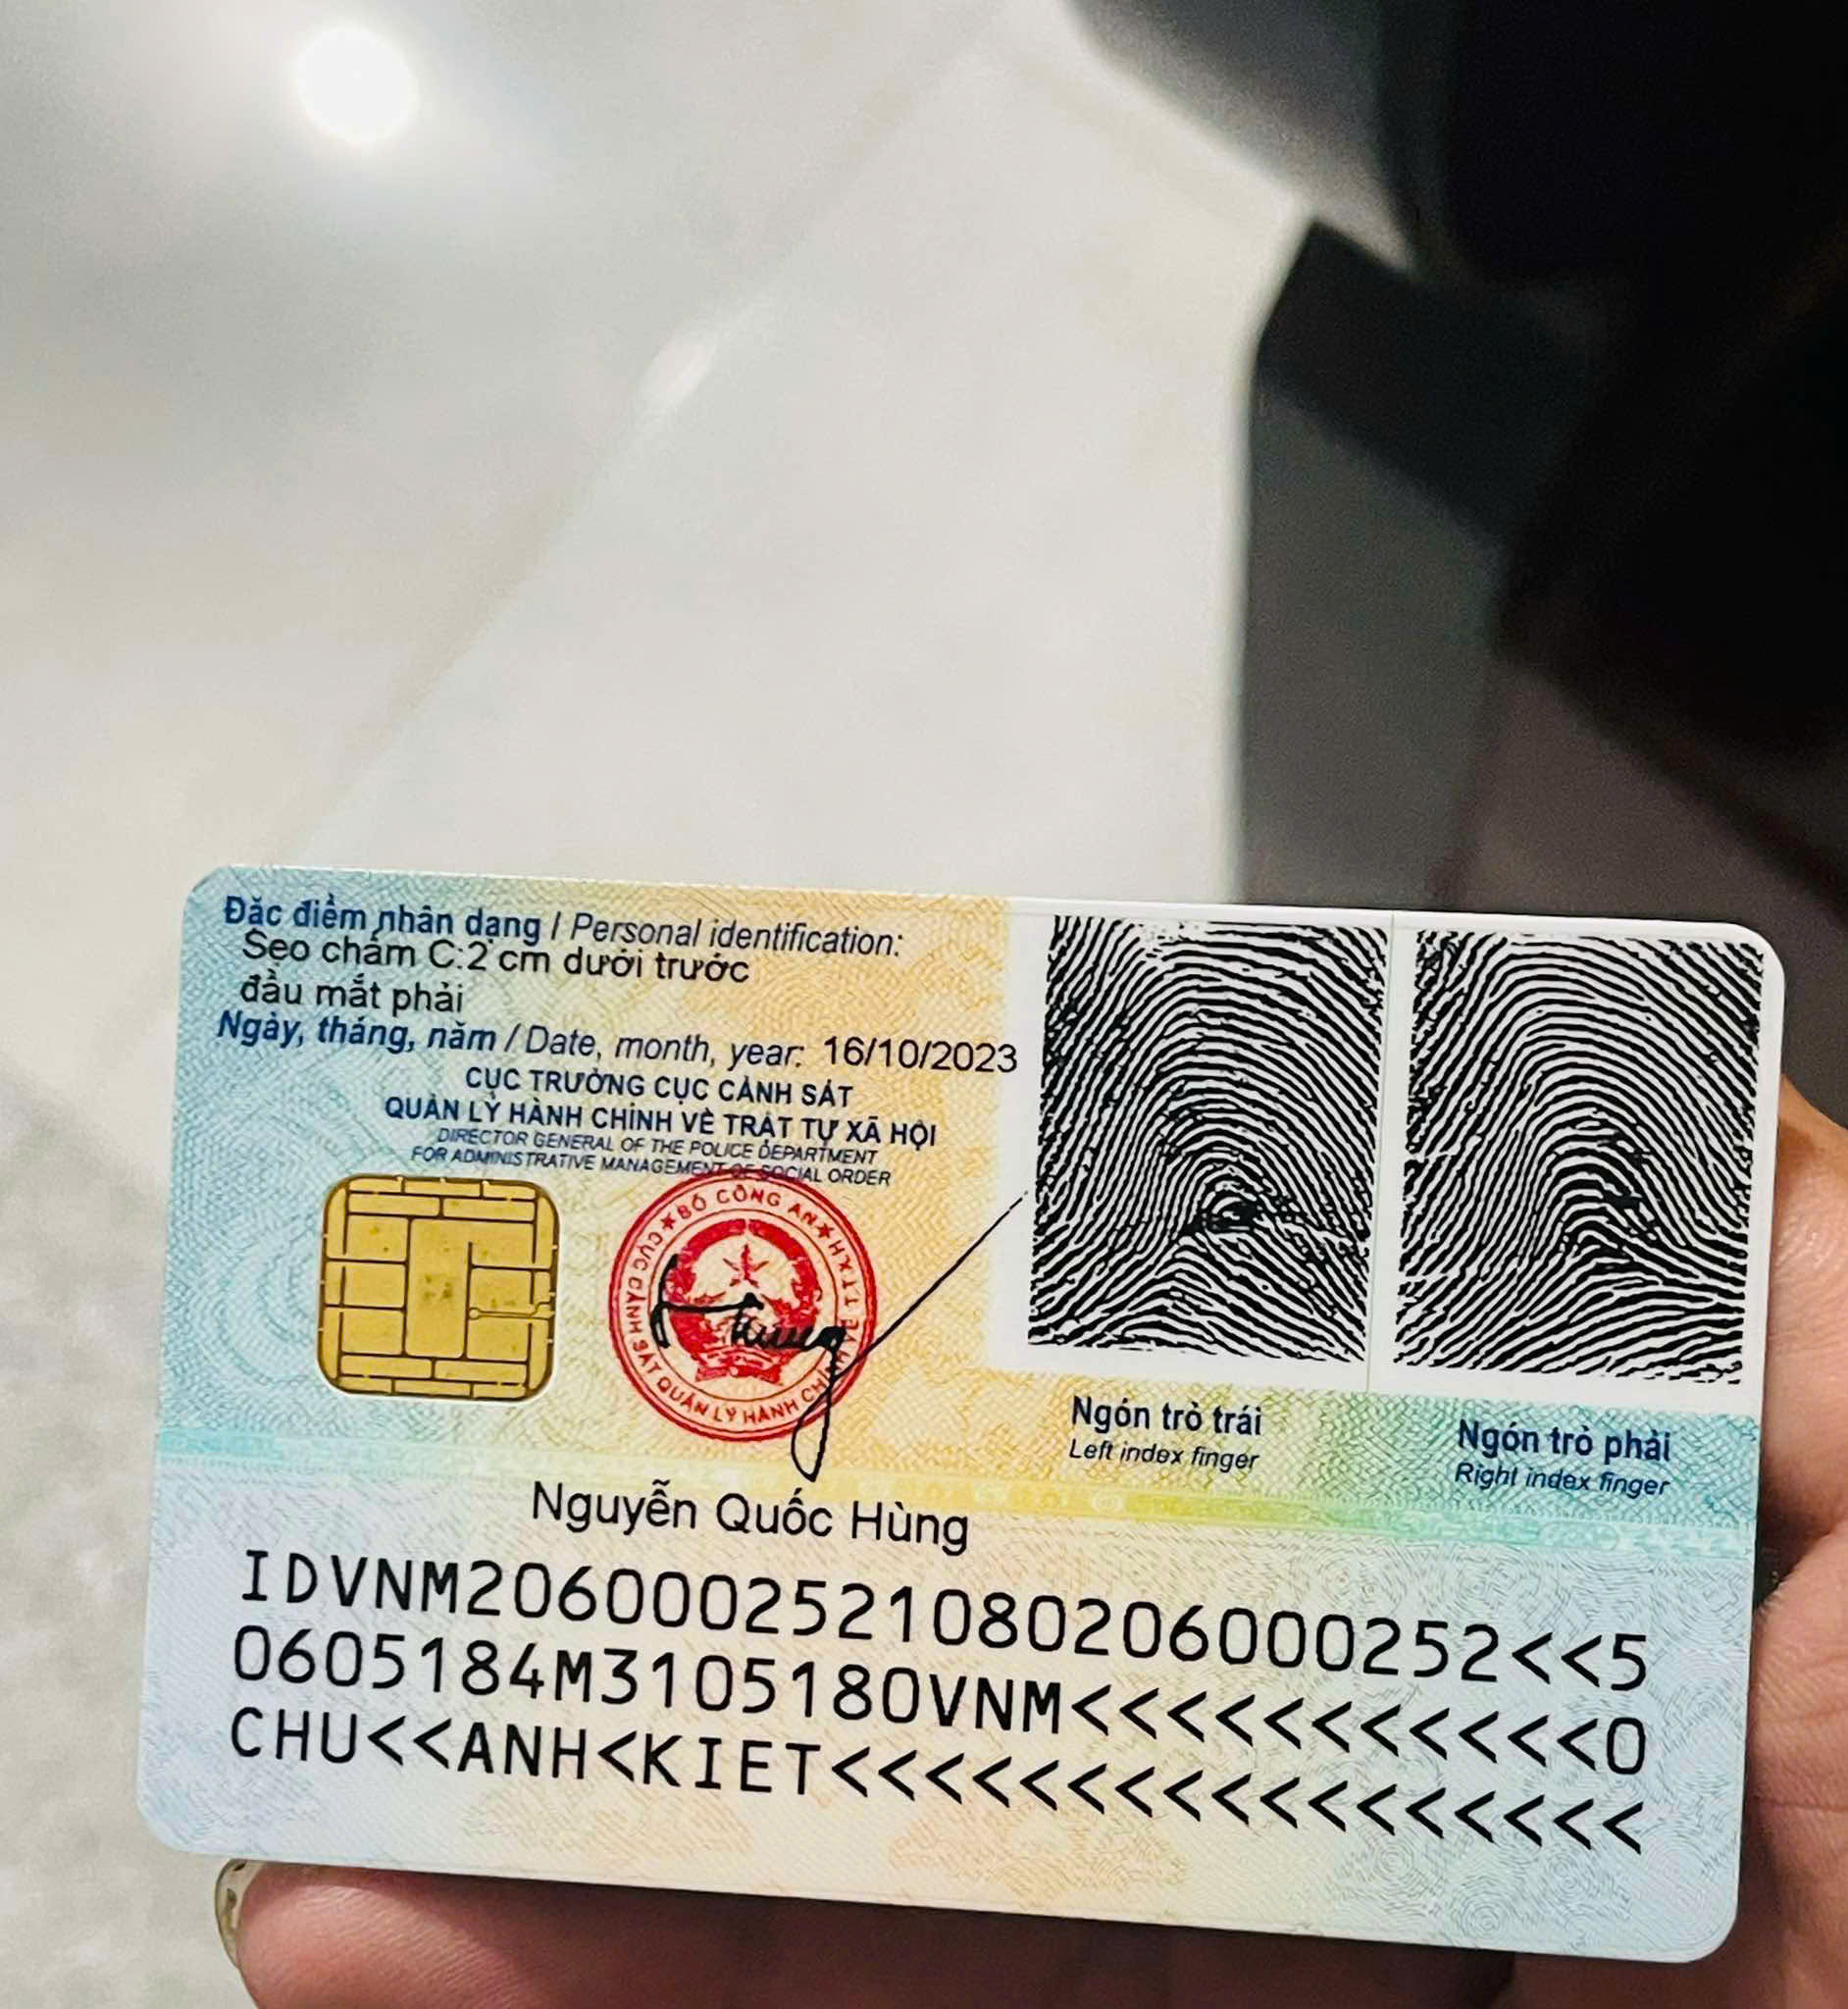 Đặc điểm nhân dạng / Personal identification:
Sẹo chấm C:2 cm dưới trước
đầu mắt phải
Ngày, tháng, năm / Date, month, year: 16/10/2023
CỤC TRƯỞNG CỤC CẢNH SÁT
QUẢN LÝ HÀNH CHÍNH VỀ TRẬT TỰ XÃ HỘI
DIRECTOR GENERAL OF THE POLICE DEPARTMENT
FOR ADMINISTRATIVE MANAGEMENT OF SOCIAL ORDER
BỘ CÔNG AN
CỤC CẢNH SÁT QUẢN LÝ HÀNH CHÍNH VỀ TTXH
Hùng
Ngón trỏ trái
Left index finger
Ngón trỏ phải
Right index finger
Nguyễn Quốc Hùng
IDVNM2060002521080206000252<<5
0605184M3105180VNM<<<<<<<<<<<0
CHU<<ANH<KIET<<<<<<<<<<<<<<<<<